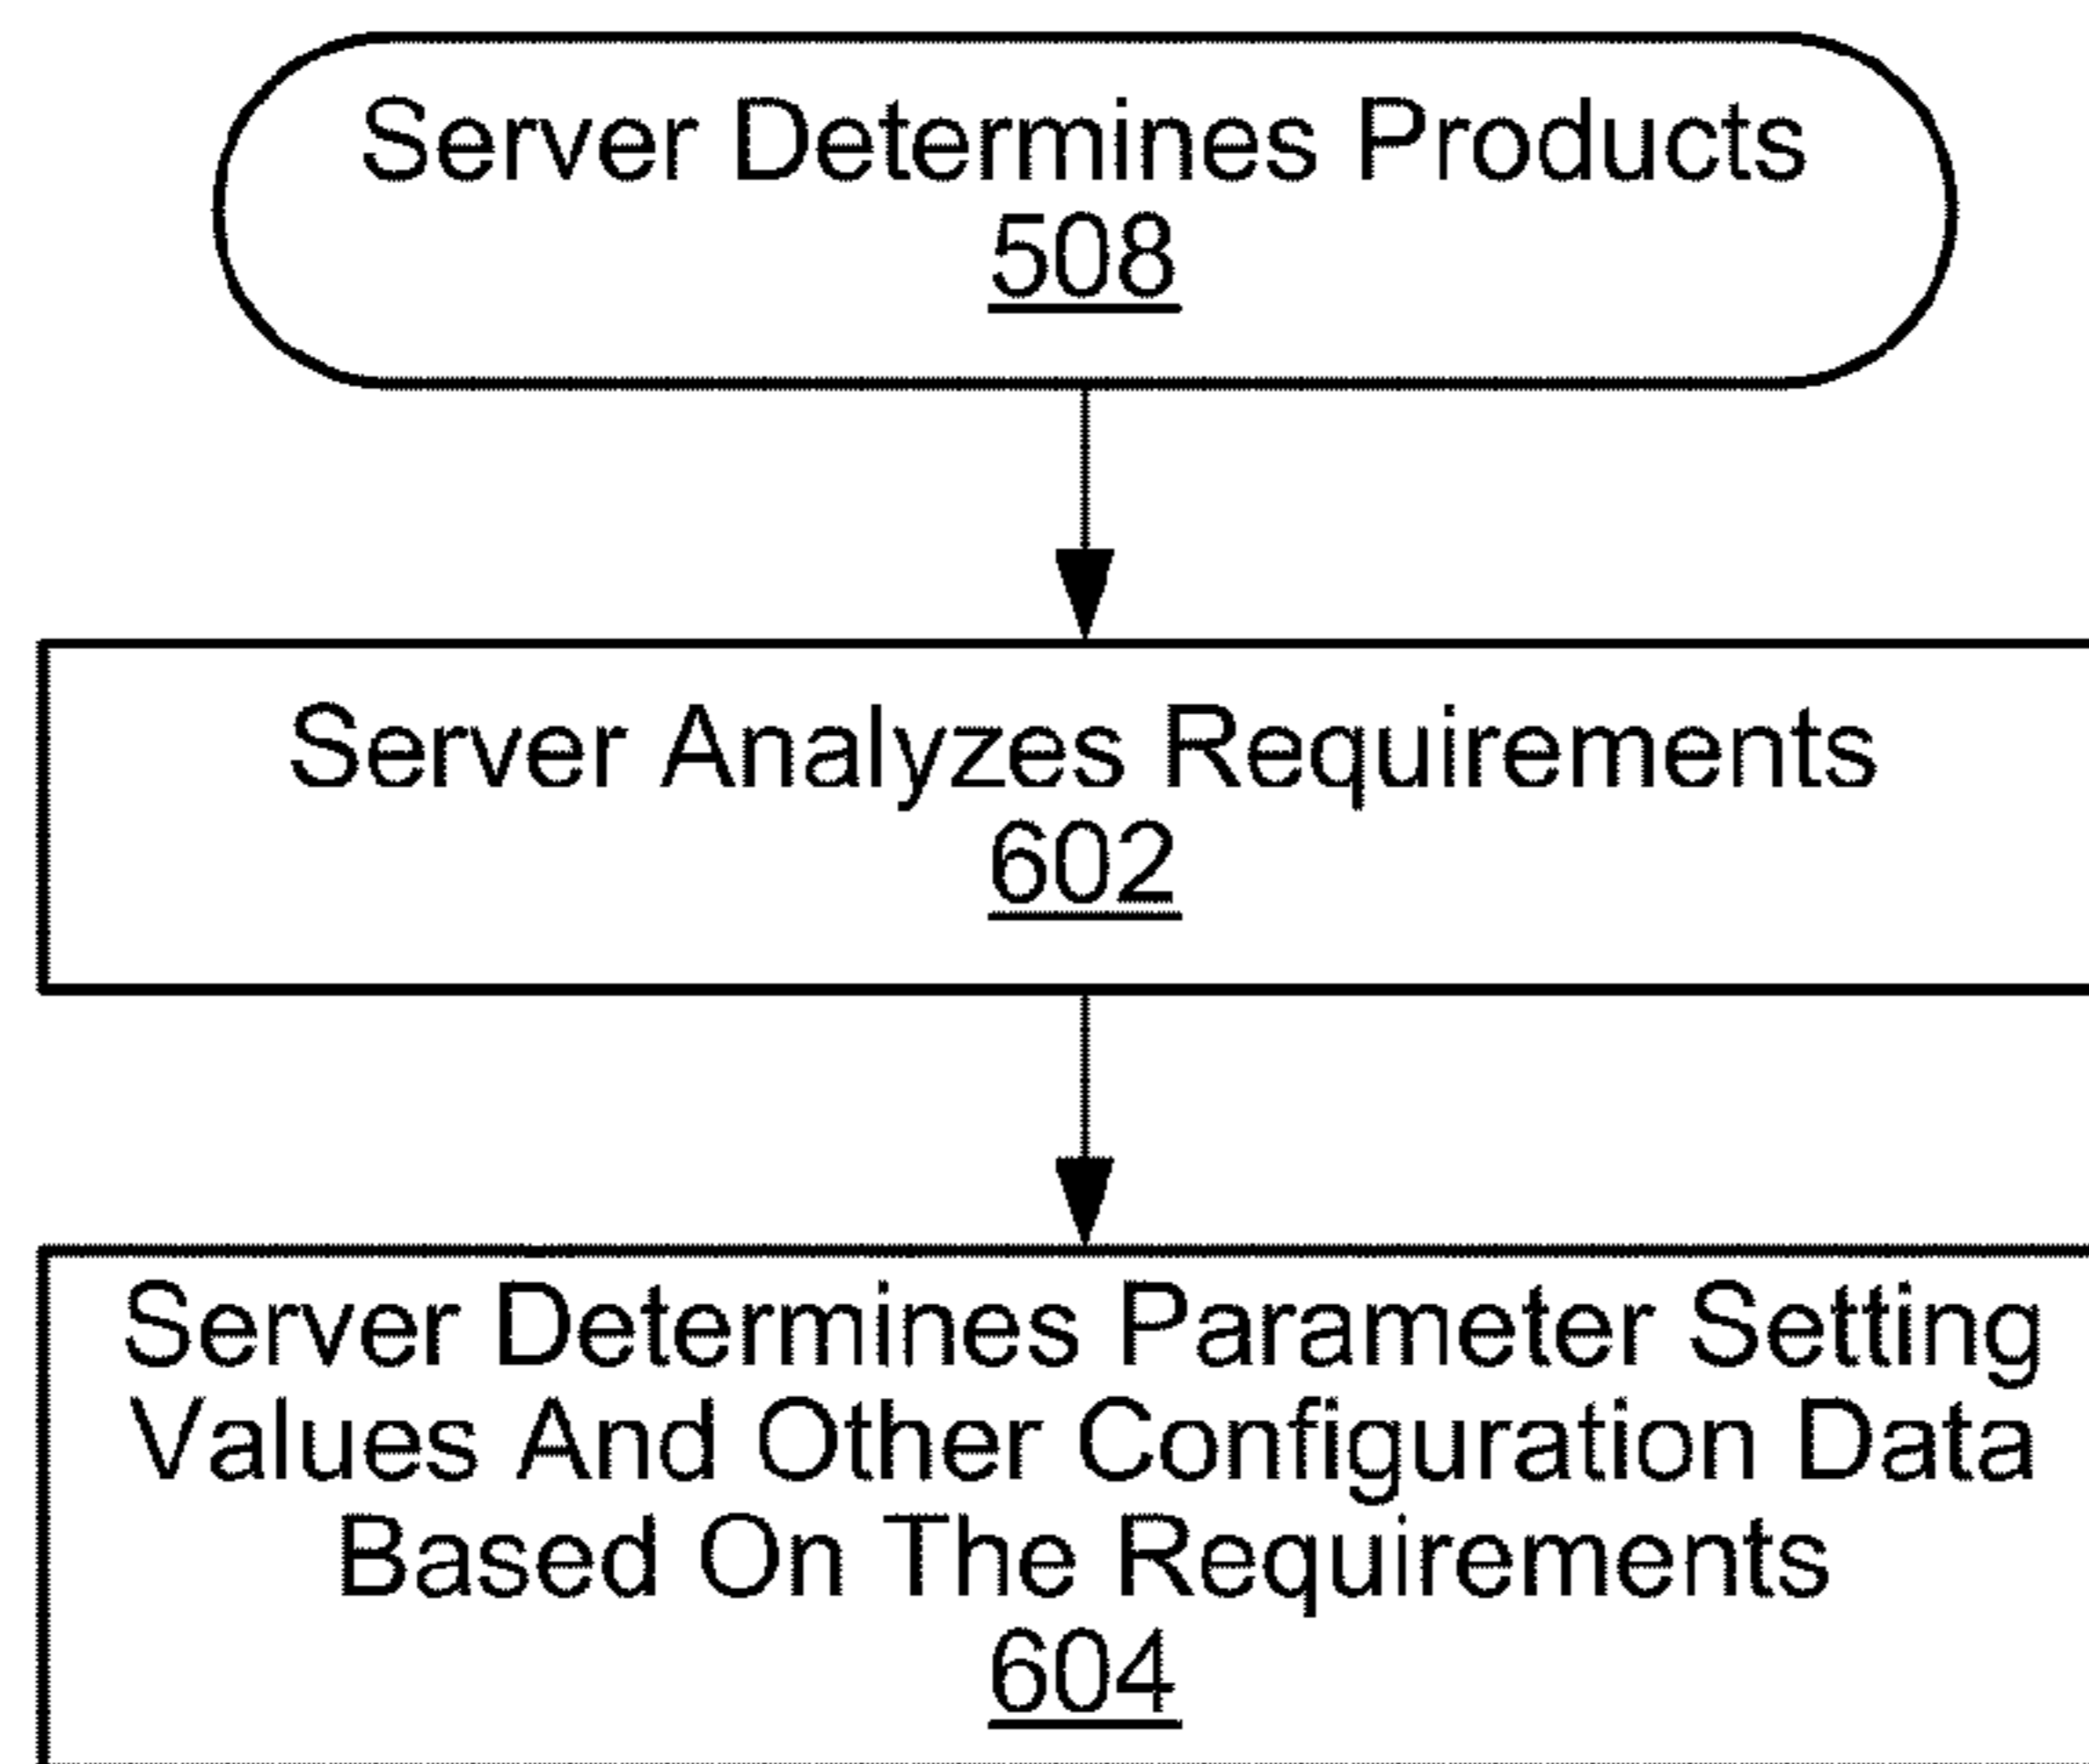 Server Determines Products
508
Server Analyzes Requirements
602
Server Determines Parameter Setting
Values And Other Configuration Data
Based On The Requirements
604